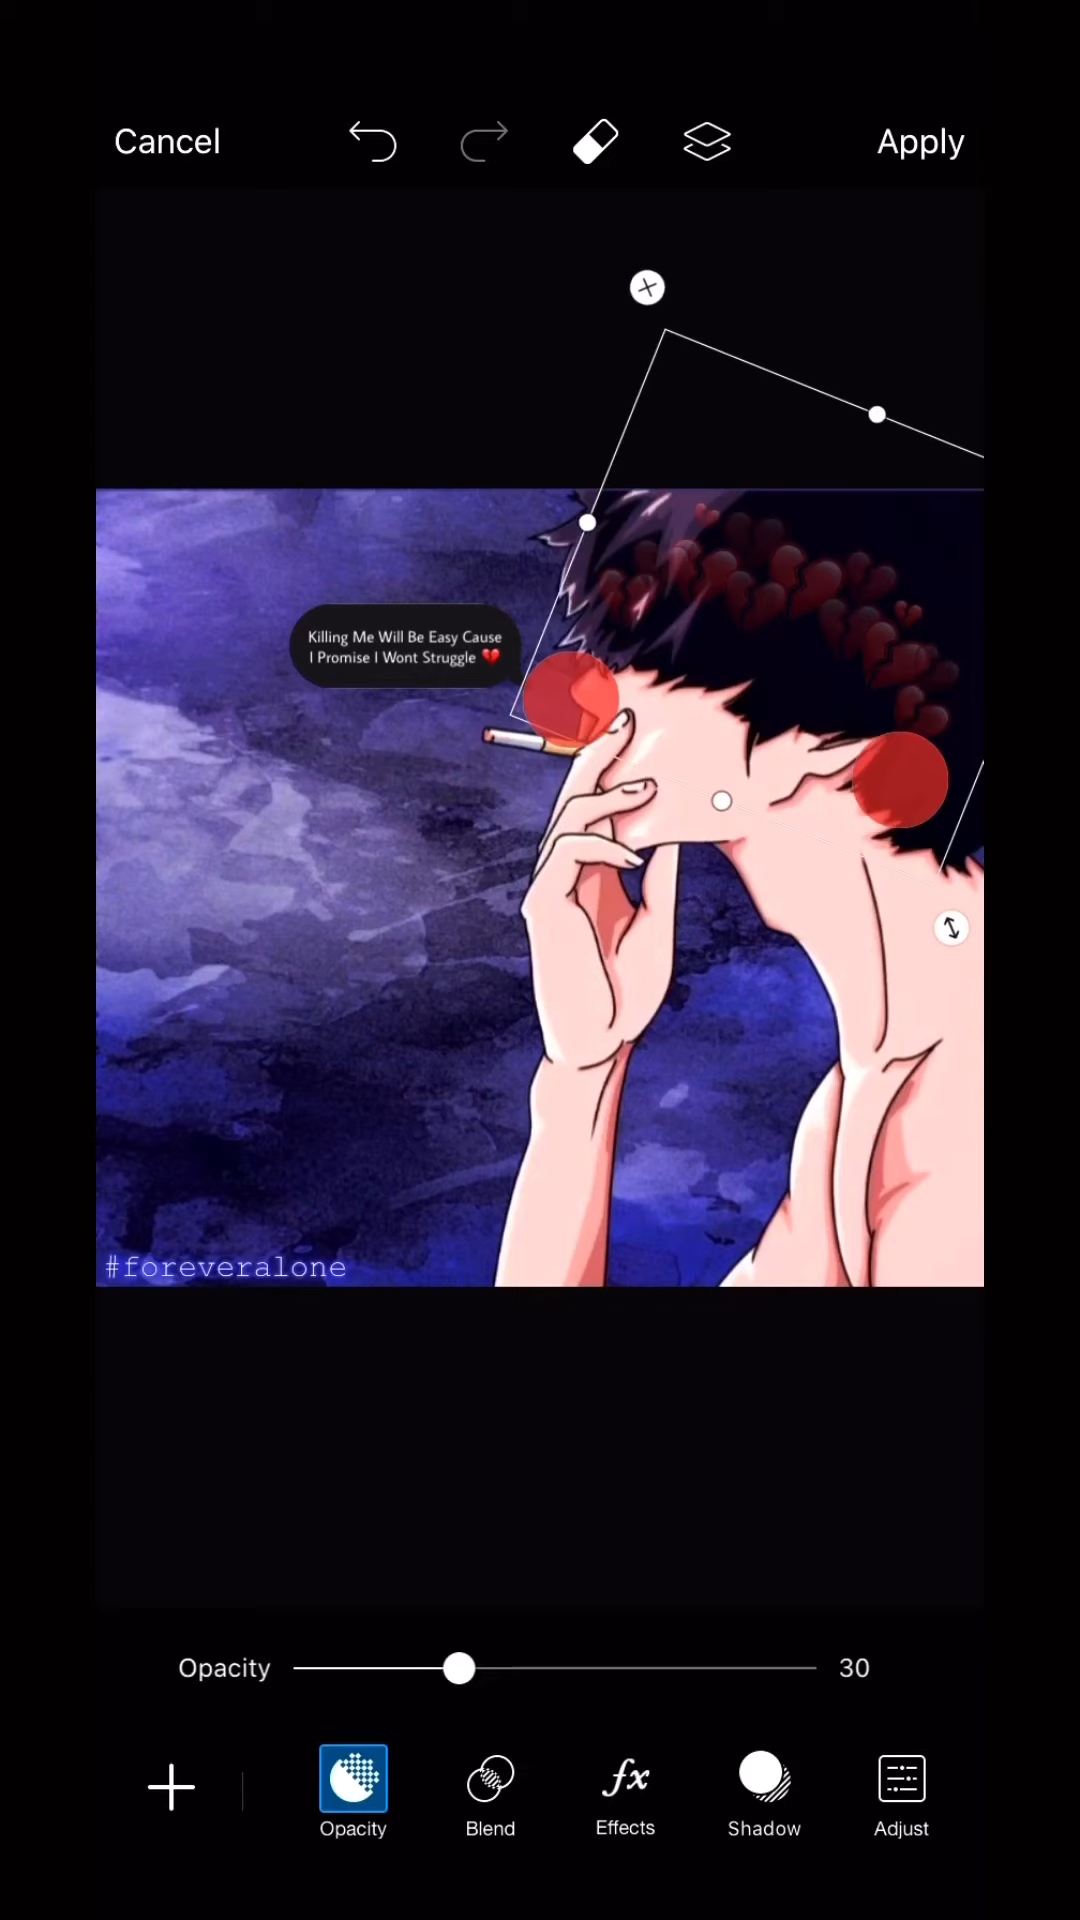 Cancel
Apply
Killing Me Will Be Easy Cause
I Promise I Wont Struggle 💔
#foreveralone
Opacity 30
Opacity
Blend
fx
Effects
Shadow
Adjust